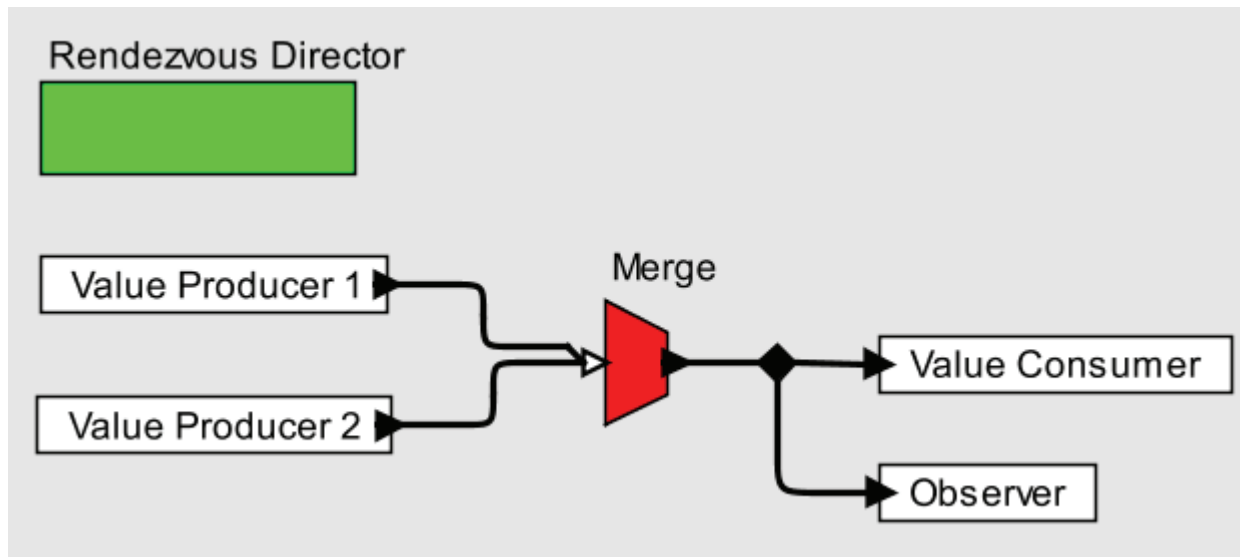 Rendezvous Director
Value Producer 1
Merge
Value Consumer
Value Producer 2
Observer